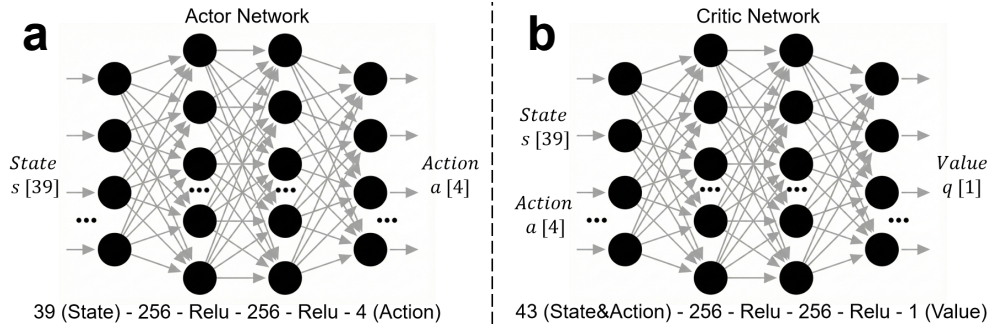 a
Actor Network
State
s [39]
...
...
...
Action
a [4]
...
39 (State) - 256 - Relu - 256 - Relu - 4 (Action)
b
Critic Network
State
s [39]
Action
a [4]
...
...
...
Value
q [1]
...
43 (State&Action) - 256 - Relu - 256 - Relu - 1 (Value)